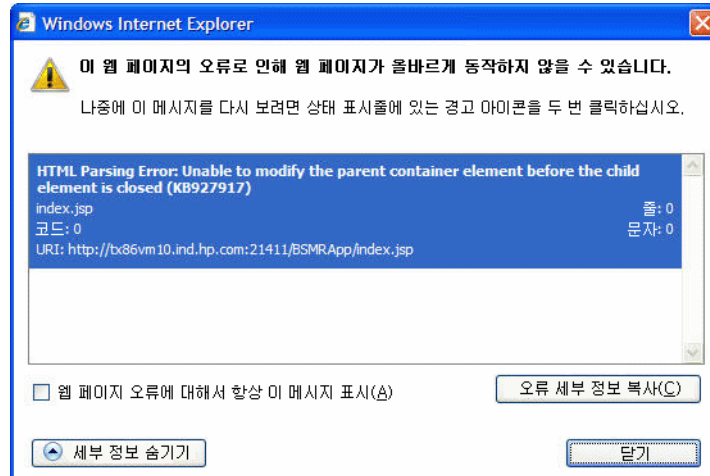 Windows Internet Explorer
이 웹 페이지의 오류로 인해 웹 페이지가 올바르게 동작하지 않을 수 있습니다.
나중에 이 메시지를 다시 보려면 상태 표시줄에 있는 경고 아이콘을 두 번 클릭하십시오.
HTML Parsing Error: Unable to modify the parent container element before the child
element is closed (KB927917)
index.jsp 줄: 0
코드: 0 문자: 0
URI: http://tx86vm10.ind.hp.com:21411/BSMRApp/index.jsp
웹 페이지 오류에 대해서 항상 이 메시지 표시(A) 오류 세부 정보 복사(C)
세부 정보 숨기기 닫기